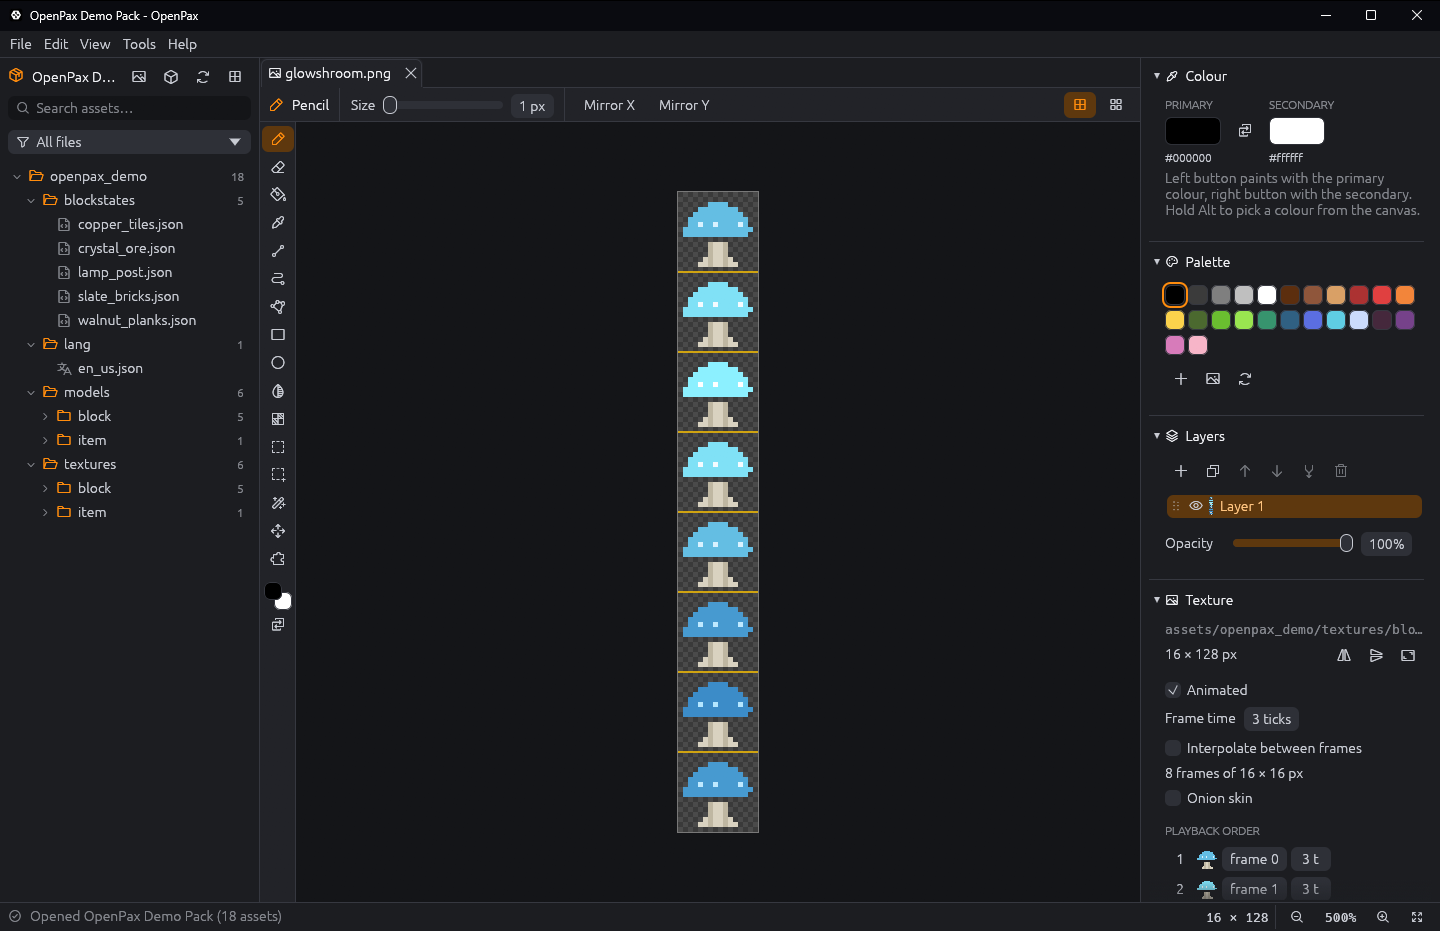 OpenPax Demo Pack - OpenPax
File Edit View Tools Help
OpenPax D...
Search assets...
All files
openpax_demo 18
blockstates 5
copper_tiles.json
crystal_ore.json
lamp_post.json
slate_bricks.json
walnut_planks.json
lang 1
en_us.json
models 6
block 5
item 1
textures 6
block 5
item 1
glowshroom.png
Pencil Size 1 px Mirror X Mirror Y
Colour
PRIMARY SECONDARY
#000000 #ffffff
Left button paints with the primary
colour, right button with the secondary.
Hold Alt to pick a colour from the canvas.
Palette
Layers
Layer 1
Opacity 100%
Texture
assets/openpax_demo/textures/blo...
16 × 128 px
Animated
Frame time 3 ticks
Interpolate between frames
8 frames of 16 × 16 px
Onion skin
PLAYBACK ORDER
1 frame 0 3 t
2 frame 1 3 t
Opened OpenPax Demo Pack (18 assets)
16 × 128 500%